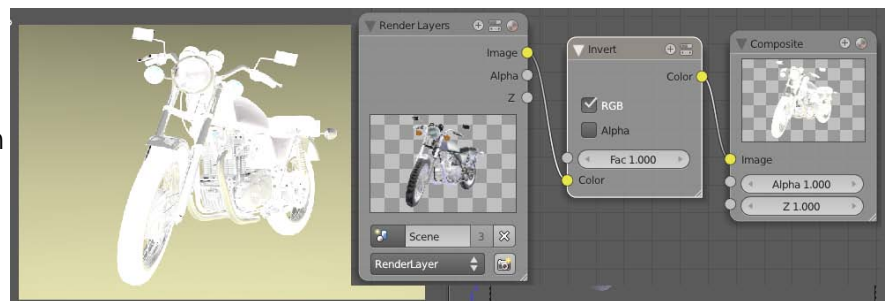 Render Layers
Image
Alpha
Z
Scene
3
RenderLayer
Invert
Color
RGB
Alpha
Fac 1.000
Color
Composite
Image
Alpha 1.000
Z 1.000